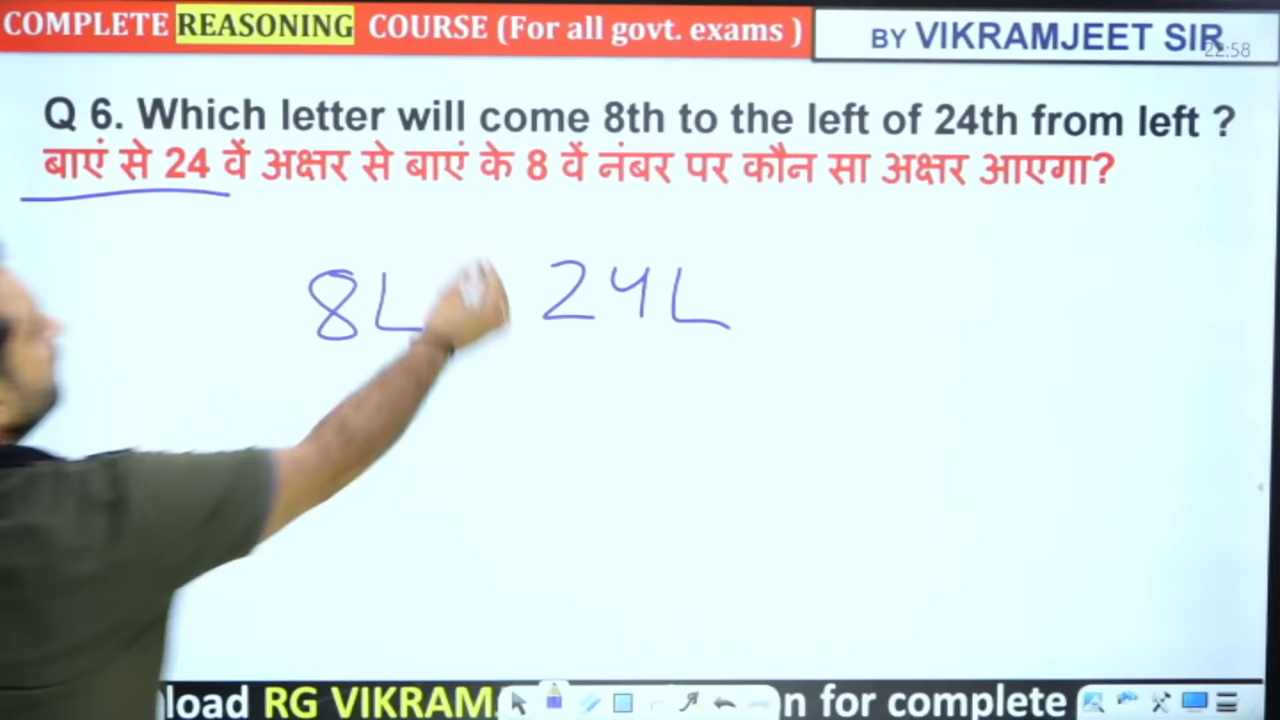 COMPLETE REASONING COURSE (For all govt. exams )
BY VIKRAMJEET SIR
22:58
Q 6. Which letter will come 8th to the left of 24th from left ?
बाएं से 24 वें अक्षर से बाएं के 8 वें नंबर पर कौन सा अक्षर आएगा?
8L 24L
RG VIKRAM
n for complete